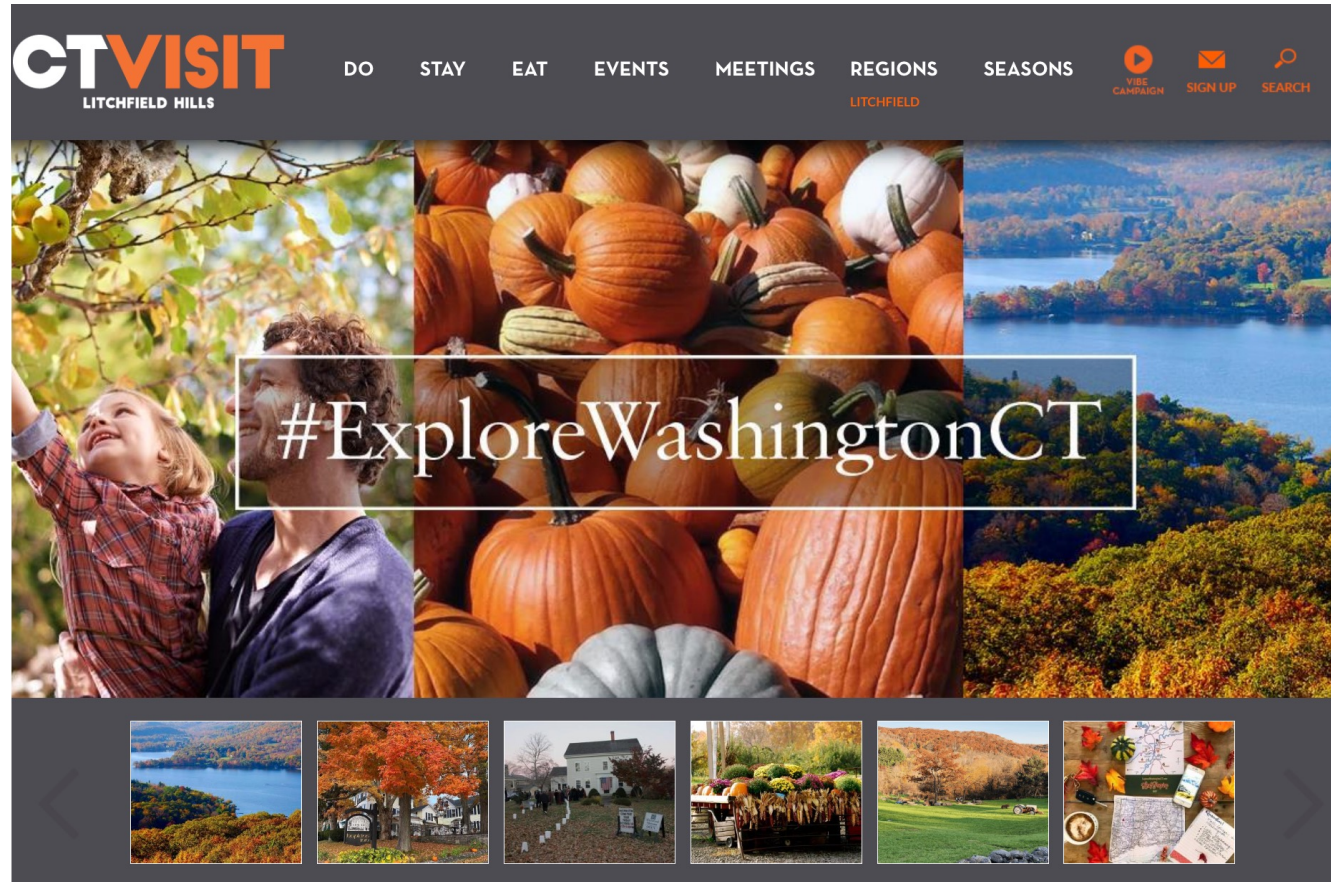 CTVISIT
LITCHFIELD HILLS
DO
STAY
EAT
EVENTS
MEETINGS
REGIONS
LITCHFIELD
SEASONS
VIBE
CAMPAIGN
SIGN UP
SEARCH
#ExploreWashingtonCT